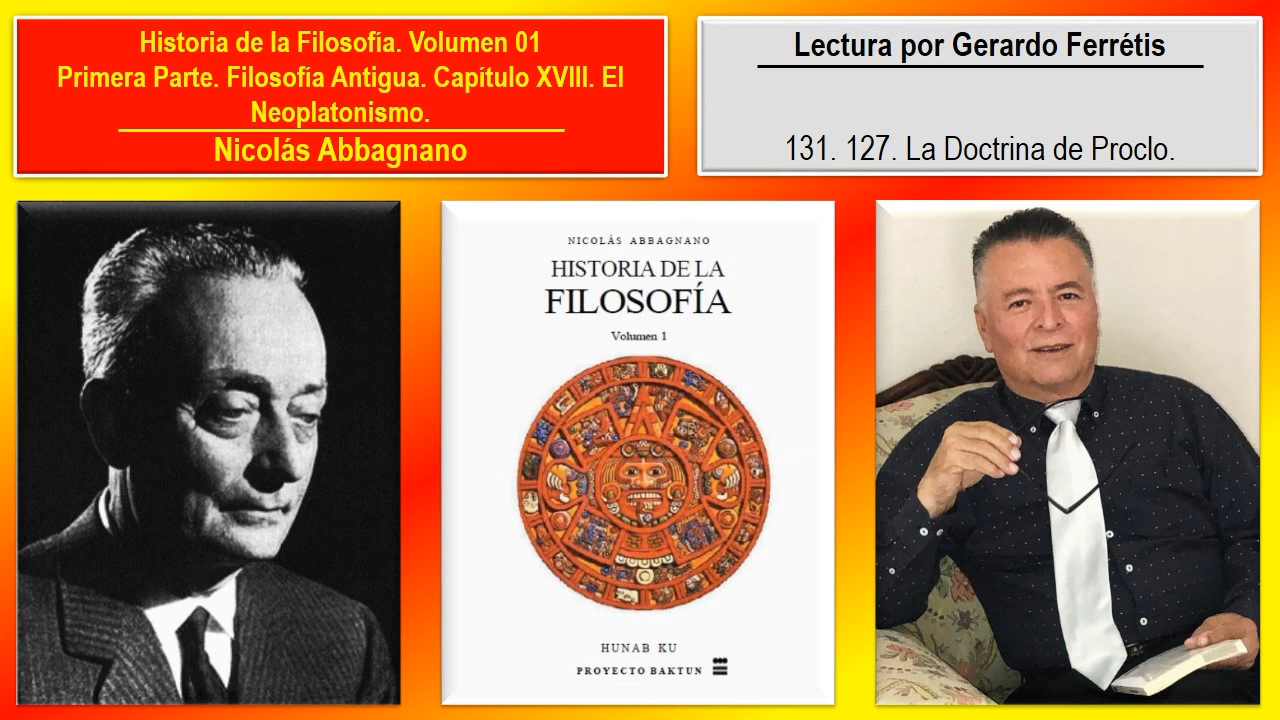 Historia de la Filosofía. Volumen 01
Primera Parte. Filosofía Antigua. Capítulo XVIII. El
Neoplatonismo.
Nicolás Abbagnano
Lectura por Gerardo Ferrétis
131. 127. La Doctrina de Proclo.
NICOLÁS ABBAGNANO
HISTORIA DE LA
FILOSOFÍA
Volumen 1
HUNAB KU
PROYECTO BAKTUN